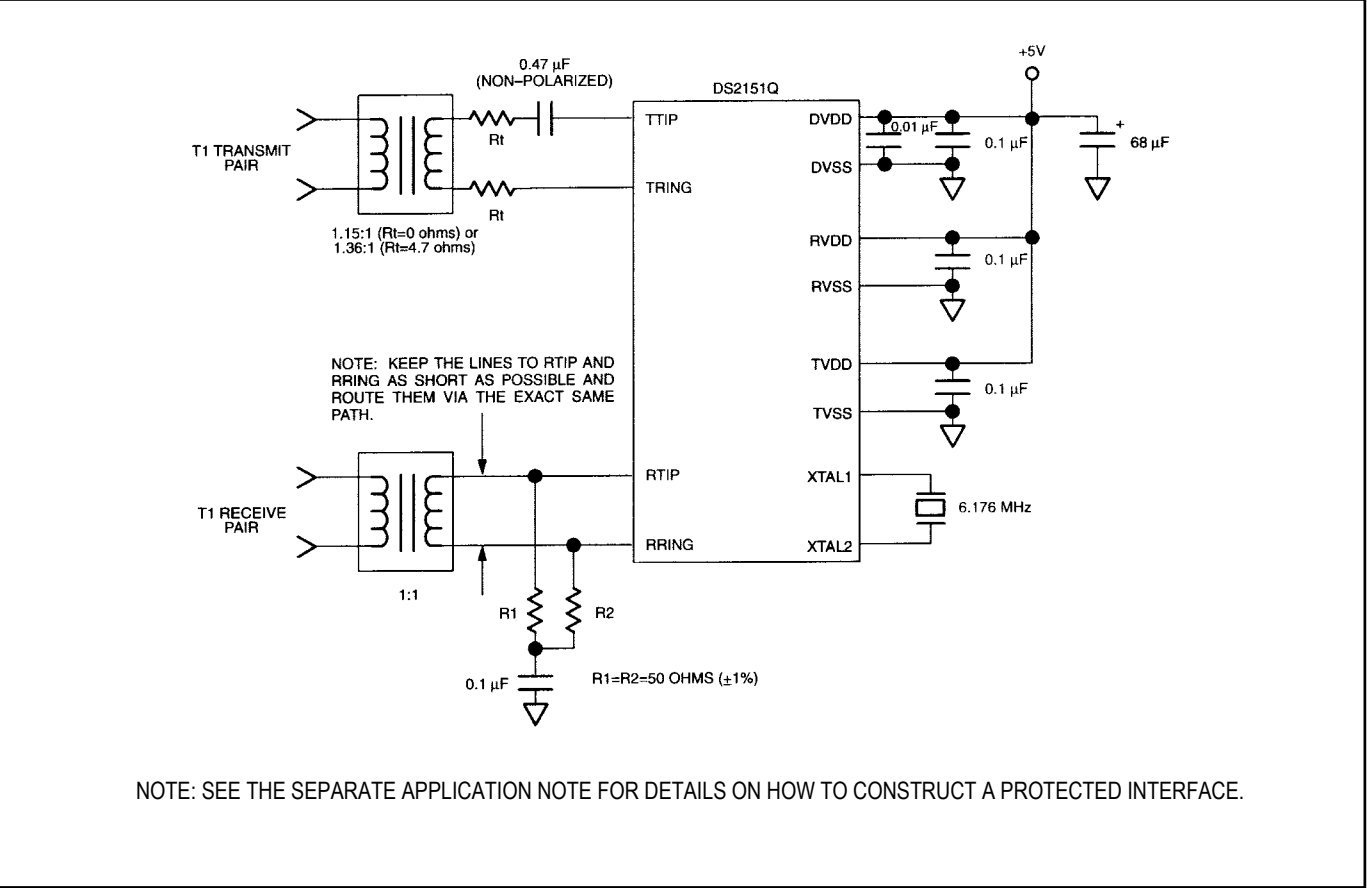 +5V
0.47 µF
(NON–POLARIZED)
DS2151Q
TTIP
DVDD
0.01 µF
+
Rt
0.1 µF
68 µF
T1 TRANSMIT
PAIR
DVSS
TRING
Rt
1.15:1 (Rt=0 ohms) or
1.36:1 (Rt=4.7 ohms)
RVDD
0.1 µF
RVSS
NOTE: KEEP THE LINES TO RTIP AND
RRING AS SHORT AS POSSIBLE AND
ROUTE THEM VIA THE EXACT SAME
PATH.
TVDD
0.1 µF
TVSS
RTIP
XTAL1
T1 RECEIVE
PAIR
6.176 MHz
RRING
XTAL2
1:1
R1
R2
0.1 µF
R1=R2=50 OHMS (±1%)
NOTE: SEE THE SEPARATE APPLICATION NOTE FOR DETAILS ON HOW TO CONSTRUCT A PROTECTED INTERFACE.